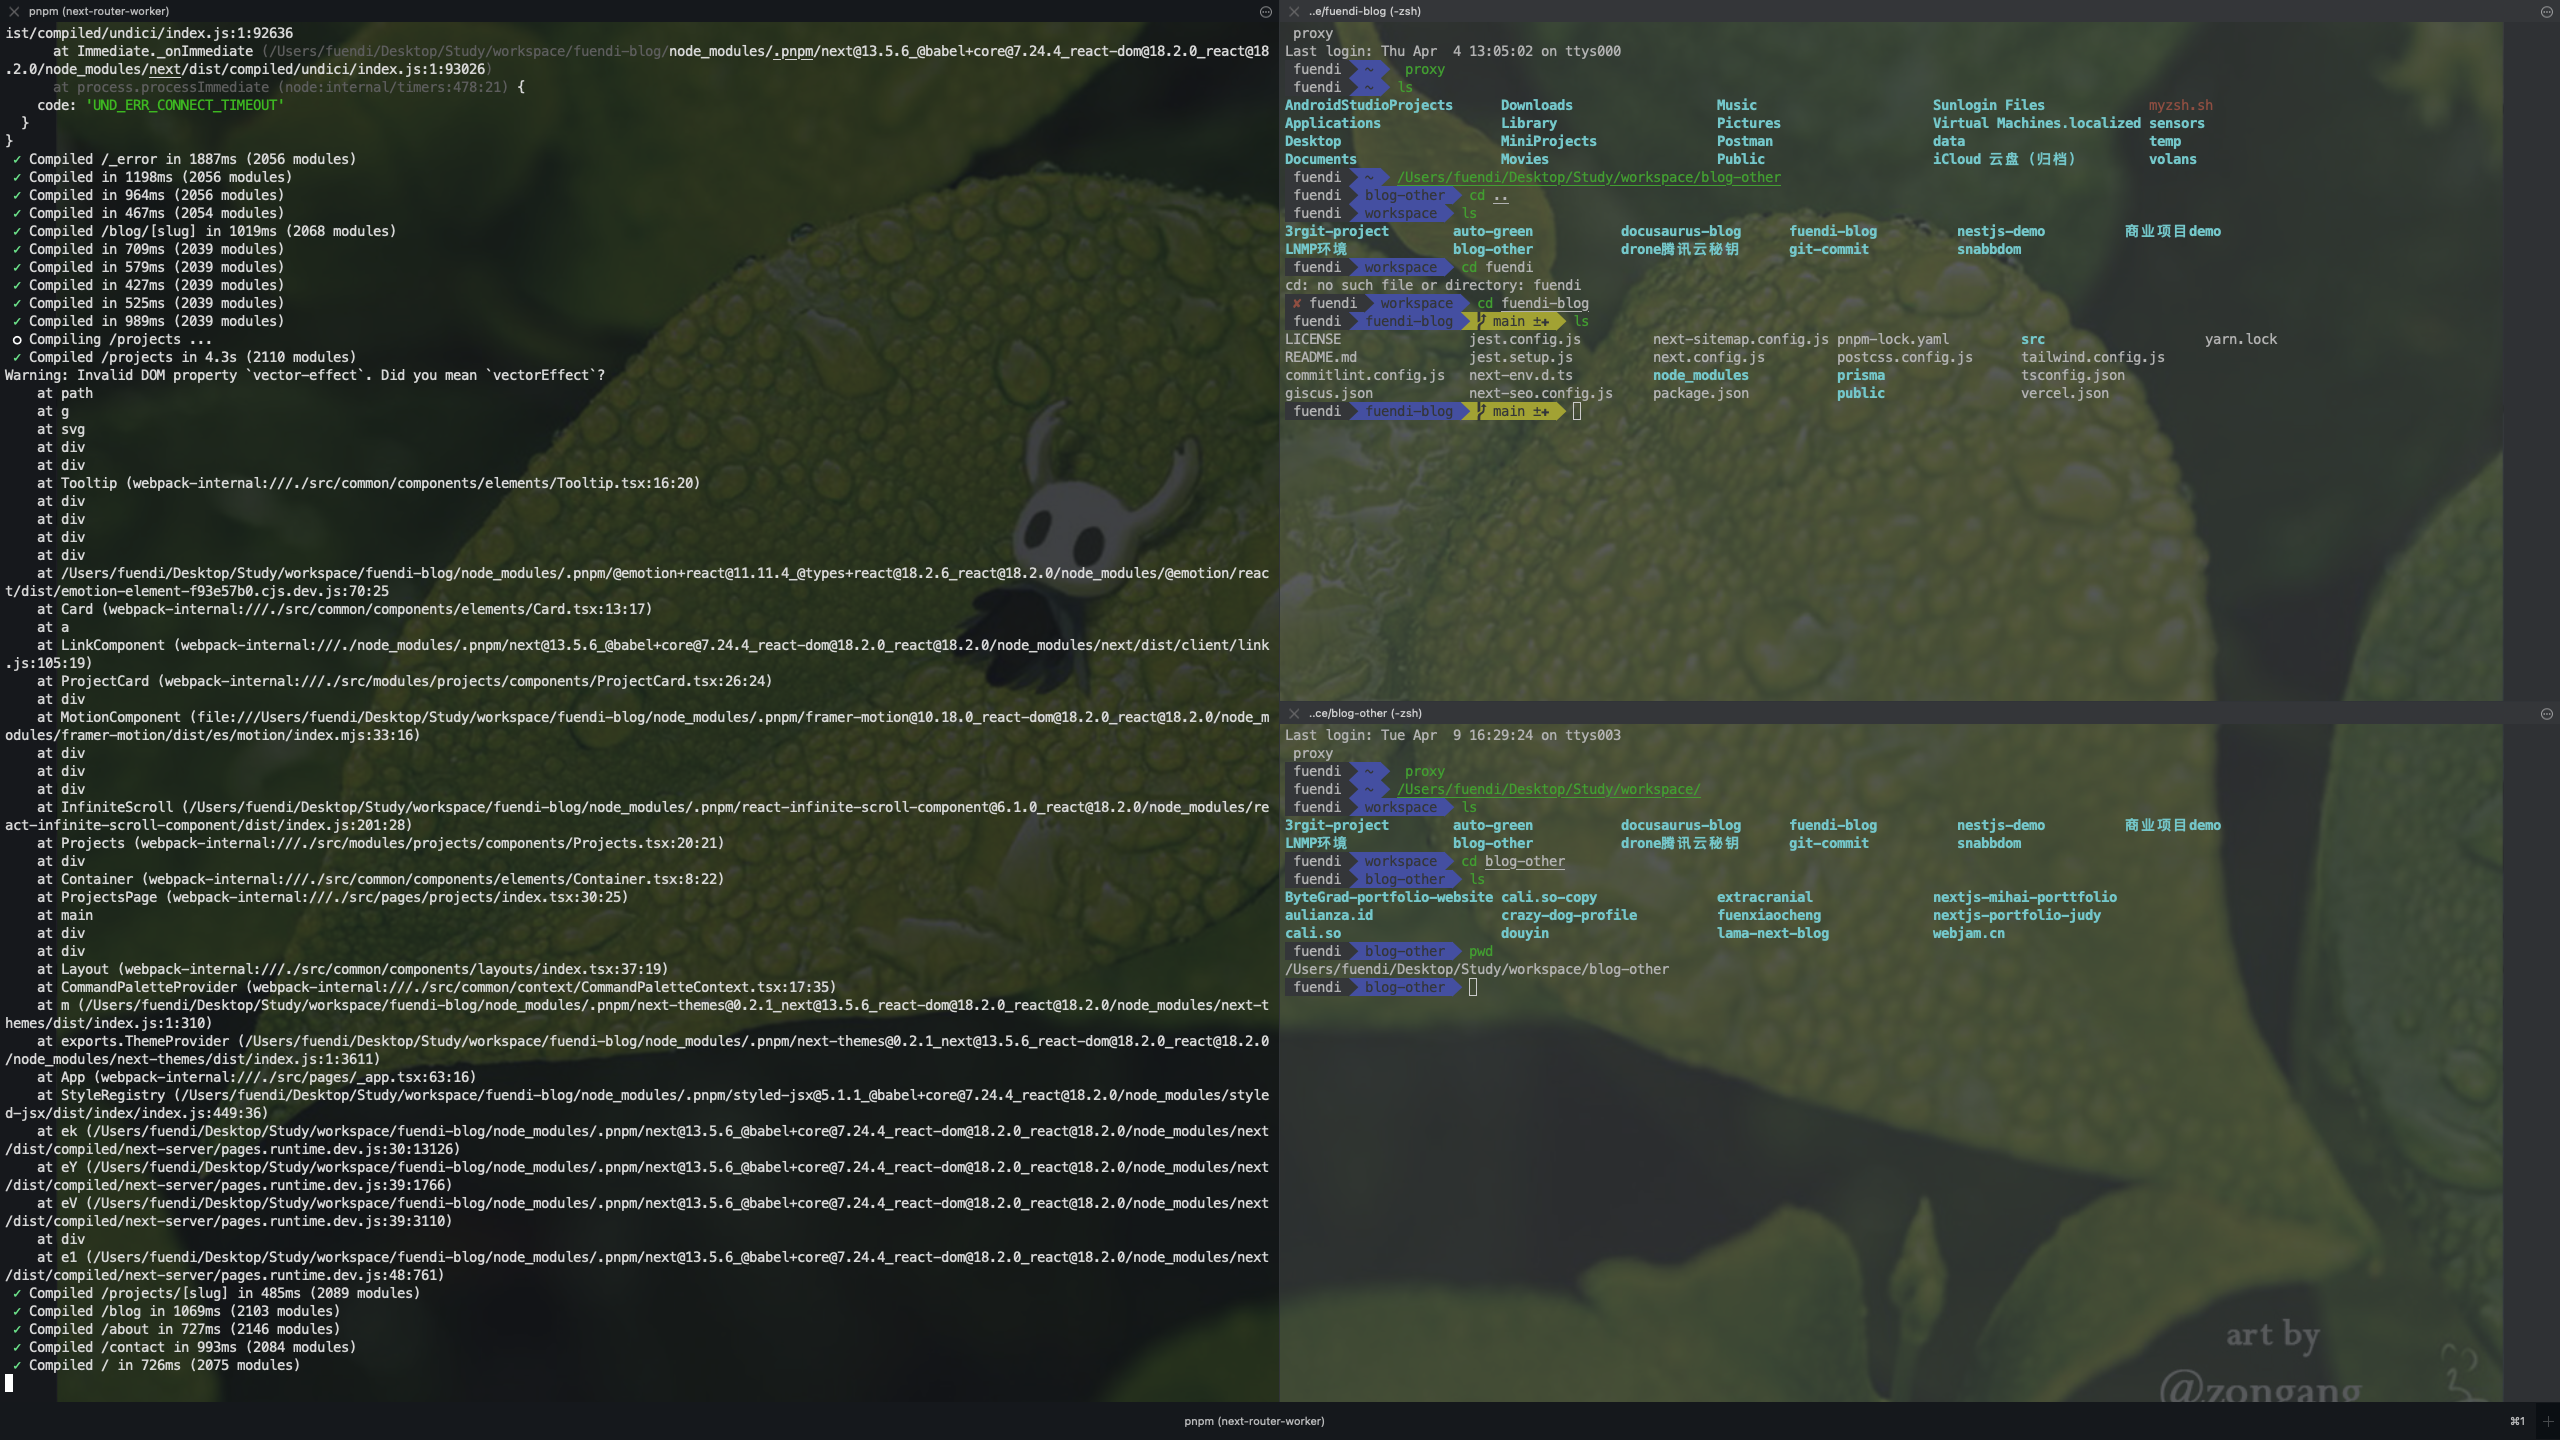 pnpm (next-router-worker)
ist/compiled/undici/index.js:1:92636
at Immediate._onImmediate (/Users/fuendi/Desktop/Study/workspace/fuendi-blog/node_modules/.pnpm/next@13.5.6_@babel+core@7.24.4_react-dom@18.2.0_react@18
.2.0/node_modules/next/dist/compiled/undici/index.js:1:93026)
at process.processImmediate (node:internal/timers:478:21) {
code: 'UND_ERR_CONNECT_TIMEOUT'
}
}
✓ Compiled /_error in 1887ms (2056 modules)
✓ Compiled in 1198ms (2056 modules)
✓ Compiled in 964ms (2056 modules)
✓ Compiled in 467ms (2054 modules)
✓ Compiled /blog/[slug] in 1019ms (2068 modules)
✓ Compiled in 709ms (2039 modules)
✓ Compiled in 579ms (2039 modules)
✓ Compiled in 427ms (2039 modules)
✓ Compiled in 525ms (2039 modules)
✓ Compiled in 989ms (2039 modules)
○ Compiling /projects ...
✓ Compiled /projects in 4.3s (2110 modules)
Warning: Invalid DOM property `vector-effect`. Did you mean `vectorEffect`?
at path
at g
at svg
at div
at div
at Tooltip (webpack-internal:///./src/common/components/elements/Tooltip.tsx:16:20)
at div
at div
at div
at div
at /Users/fuendi/Desktop/Study/workspace/fuendi-blog/node_modules/.pnpm/@emotion+react@11.11.4_@types+react@18.2.6_react@18.2.0/node_modules/@emotion/reac
t/dist/emotion-element-f93e57b0.cjs.dev.js:70:25
at Card (webpack-internal:///./src/common/components/elements/Card.tsx:13:17)
at a
at LinkComponent (webpack-internal:///./node_modules/.pnpm/next@13.5.6_@babel+core@7.24.4_react-dom@18.2.0_react@18.2.0/node_modules/next/dist/client/link
.js:105:19)
at ProjectCard (webpack-internal:///./src/modules/projects/components/ProjectCard.tsx:26:24)
at div
at MotionComponent (file:///Users/fuendi/Desktop/Study/workspace/fuendi-blog/node_modules/.pnpm/framer-motion@10.18.0_react-dom@18.2.0_react@18.2.0/node_m
odules/framer-motion/dist/es/motion/index.mjs:33:16)
at div
at div
at div
at InfiniteScroll (/Users/fuendi/Desktop/Study/workspace/fuendi-blog/node_modules/.pnpm/react-infinite-scroll-component@6.1.0_react@18.2.0/node_modules/re
act-infinite-scroll-component/dist/index.js:201:28)
at Projects (webpack-internal:///./src/modules/projects/components/Projects.tsx:20:21)
at div
at Container (webpack-internal:///./src/common/components/elements/Container.tsx:8:22)
at ProjectsPage (webpack-internal:///./src/pages/projects/index.tsx:30:25)
at main
at div
at div
at Layout (webpack-internal:///./src/common/components/layouts/index.tsx:37:19)
at CommandPaletteProvider (webpack-internal:///./src/common/context/CommandPaletteContext.tsx:17:35)
at m (/Users/fuendi/Desktop/Study/workspace/fuendi-blog/node_modules/.pnpm/next-themes@0.2.1_next@13.5.6_react-dom@18.2.0_react@18.2.0/node_modules/next-t
hemes/dist/index.js:1:310)
at exports.ThemeProvider (/Users/fuendi/Desktop/Study/workspace/fuendi-blog/node_modules/.pnpm/next-themes@0.2.1_next@13.5.6_react-dom@18.2.0_react@18.2.0
/node_modules/next-themes/dist/index.js:1:3611)
at App (webpack-internal:///./src/pages/_app.tsx:63:16)
at StyleRegistry (/Users/fuendi/Desktop/Study/workspace/fuendi-blog/node_modules/.pnpm/styled-jsx@5.1.1_@babel+core@7.24.4_react@18.2.0/node_modules/style
d-jsx/dist/index/index.js:449:36)
at ek (/Users/fuendi/Desktop/Study/workspace/fuendi-blog/node_modules/.pnpm/next@13.5.6_@babel+core@7.24.4_react-dom@18.2.0_react@18.2.0/node_modules/next
/dist/compiled/next-server/pages.runtime.dev.js:30:13126)
at eY (/Users/fuendi/Desktop/Study/workspace/fuendi-blog/node_modules/.pnpm/next@13.5.6_@babel+core@7.24.4_react-dom@18.2.0_react@18.2.0/node_modules/next
/dist/compiled/next-server/pages.runtime.dev.js:39:1766)
at eV (/Users/fuendi/Desktop/Study/workspace/fuendi-blog/node_modules/.pnpm/next@13.5.6_@babel+core@7.24.4_react-dom@18.2.0_react@18.2.0/node_modules/next
/dist/compiled/next-server/pages.runtime.dev.js:39:3110)
at div
at e1 (/Users/fuendi/Desktop/Study/workspace/fuendi-blog/node_modules/.pnpm/next@13.5.6_@babel+core@7.24.4_react-dom@18.2.0_react@18.2.0/node_modules/next
/dist/compiled/next-server/pages.runtime.dev.js:48:761)
✓ Compiled /projects/[slug] in 485ms (2089 modules)
✓ Compiled /blog in 1069ms (2103 modules)
✓ Compiled /about in 727ms (2146 modules)
✓ Compiled /contact in 993ms (2084 modules)
✓ Compiled / in 726ms (2075 modules)
..e/fuendi-blog (-zsh)
proxy
Last login: Thu Apr  4 13:05:02 on ttys000
fuendi ~ proxy
fuendi ~ ls
AndroidStudioProjects Downloads Music Sunlogin Files myzsh.sh
Applications Library Pictures Virtual Machines.localized sensors
Desktop MiniProjects Postman data temp
Documents Movies Public iCloud 云盘（归档） volans
fuendi ~ /Users/fuendi/Desktop/Study/workspace/blog-other
fuendi blog-other cd ..
fuendi workspace ls
3rgit-project auto-green docusaurus-blog fuendi-blog nestjs-demo 商业项目demo
LNMP环境 blog-other drone腾讯云秘钥 git-commit snabbdom
fuendi workspace cd fuendi
cd: no such file or directory: fuendi
✘ fuendi workspace cd fuendi-blog
fuendi fuendi-blog main ±+ ls
LICENSE jest.config.js next-sitemap.config.js pnpm-lock.yaml src yarn.lock
README.md jest.setup.js next.config.js postcss.config.js tailwind.config.js
commitlint.config.js next-env.d.ts node_modules prisma tsconfig.json
giscus.json next-seo.config.js package.json public vercel.json
fuendi fuendi-blog main ±+
..ce/blog-other (-zsh)
Last login: Tue Apr  9 16:29:24 on ttys003
proxy
fuendi ~ proxy
fuendi ~ /Users/fuendi/Desktop/Study/workspace/
fuendi workspace ls
3rgit-project auto-green docusaurus-blog fuendi-blog nestjs-demo 商业项目demo
LNMP环境 blog-other drone腾讯云秘钥 git-commit snabbdom
fuendi workspace cd blog-other
fuendi blog-other ls
ByteGrad-portfolio-website cali.so-copy extracranial nextjs-mihai-porttfolio
aulianza.id crazy-dog-profile fuenxiaocheng nextjs-portfolio-judy
cali.so douyin lama-next-blog webjam.cn
fuendi blog-other pwd
/Users/fuendi/Desktop/Study/workspace/blog-other
fuendi blog-other
art by
@zongang
pnpm (next-router-worker)
⌘1